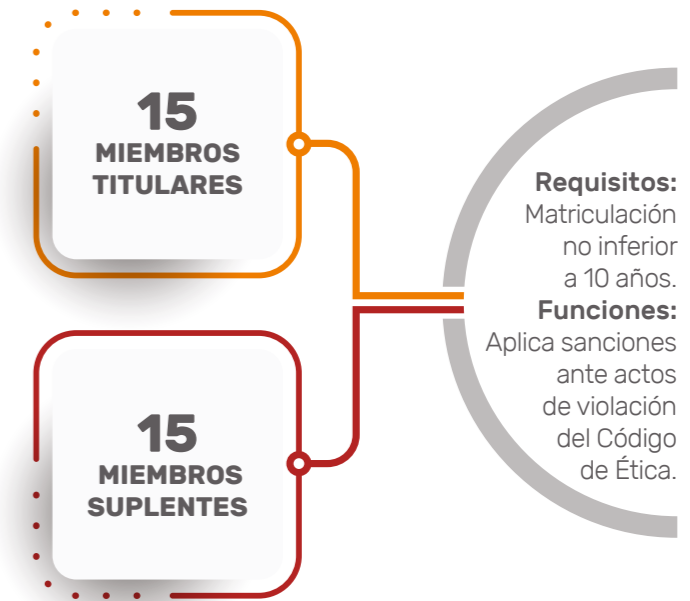 15
MIEMBROS
TITULARES
15
MIEMBROS
SUPLENTES
Requisitos:
Matriculación
no inferior
a 10 años.
Funciones:
Aplica sanciones
ante actos
de violación
del Código
de Ética.